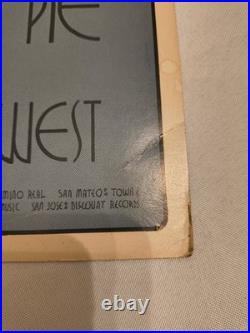 PIE
WEST
MINO REAL SAN MATEO: TOWN &
MUSIC SAN JOSE: DISCOUNT RECORDS